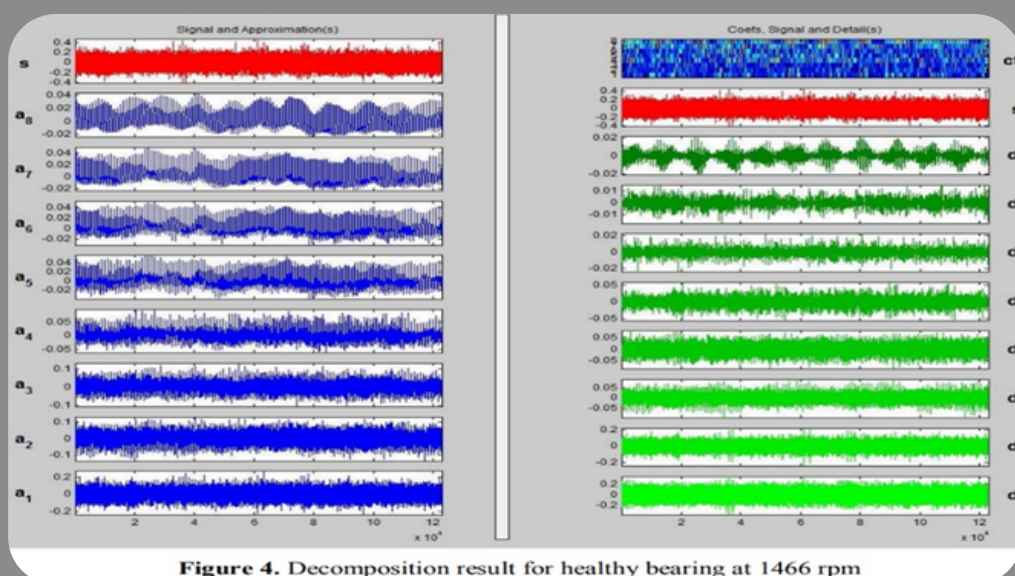 Signal and Approximation(s)
s
0.4
0.2
0
-0.2
-0.4
a8
0.04
0.02
0
-0.02
a7
0.04
0.02
0
-0.02
a6
0.04
0.02
0
-0.02
a5
0.04
0.02
0
-0.02
a4
0.05
0
-0.05
a3
0.1
0
-0.1
a2
0.1
0
-0.1
a1
0.2
0
-0.2
2 4 6 8 10 12
x 10⁴
Coefs, Signal and Detail(s)
cf
s
0.4
0.2
0
-0.2
-0.4
d
0.02
0
-0.02
d
0.01
0
-0.01
d
0.02
0
-0.02
d
0.05
0
-0.05
d
0.05
0
-0.05
d
0.05
0
-0.05
d
0.2
0
-0.2
d
0.2
0
-0.2
2 4 6 8 10 12
x 10⁴
Figure 4. Decomposition result for healthy bearing at 1466 rpm